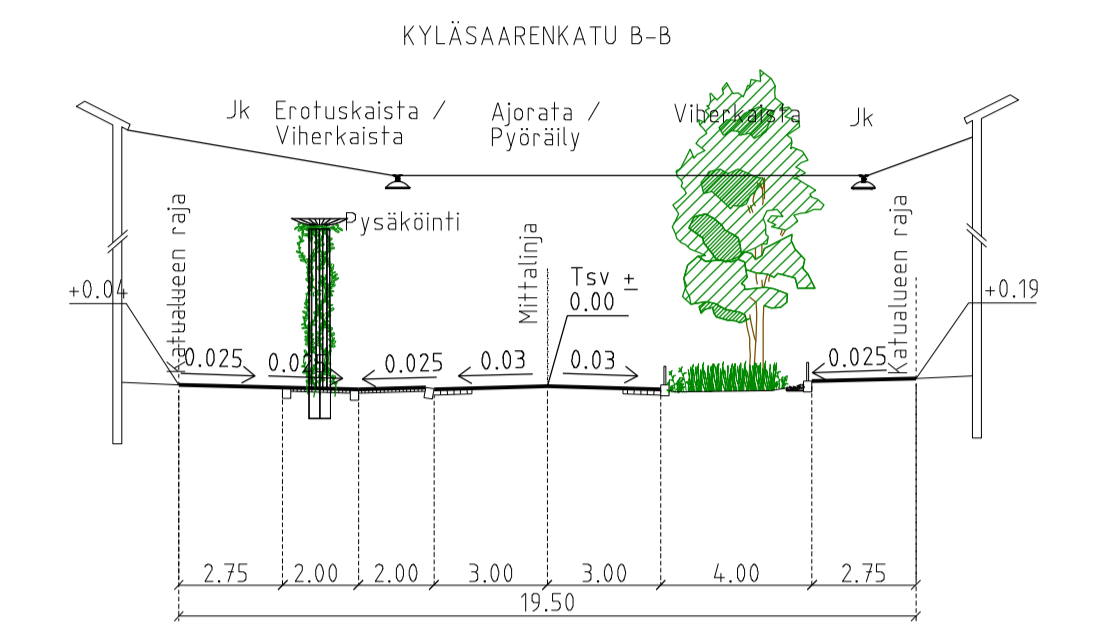 KYLÄSAARENKATU B-B
Jk
Erotuskaista /
Viherkaista
Ajorata /
Pyöräily
Viherkaista
Jk
Pysäköinti
Katualueen raja
Mittalinja
Katualueen raja
Tsv ±
0.00
+0.04
+0.19
0.025
0.025
0.025
0.03
0.03
0.025
2.75
2.00
2.00
3.00
3.00
4.00
2.75
19.50